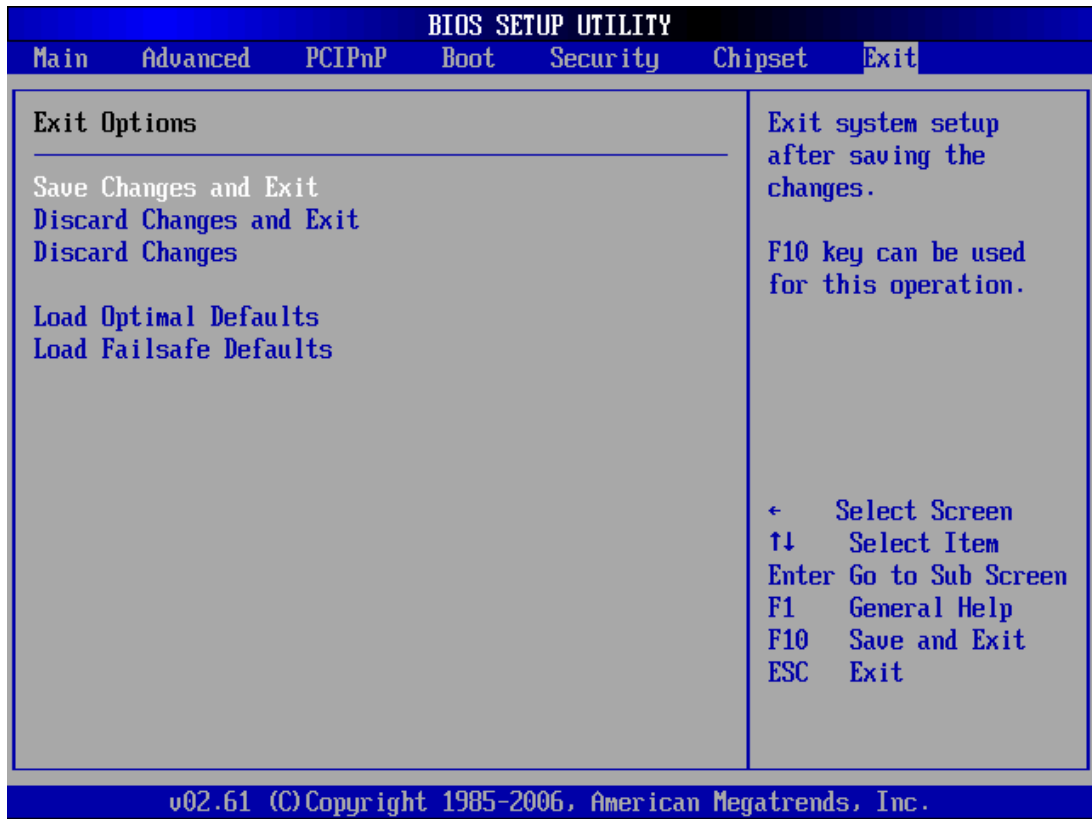 BIOS SETUP UTILITY
Main Advanced PCIPnP Boot Security Chipset Exit
Exit Options
Save Changes and Exit
Discard Changes and Exit
Discard Changes
Load Optimal Defaults
Load Failsafe Defaults
Exit system setup
after saving the
changes.
F10 key can be used
for this operation.
← Select Screen
↑↓ Select Item
Enter Go to Sub Screen
F1 General Help
F10 Save and Exit
ESC Exit
v02.61 (C)Copyright 1985-2006, American Megatrends, Inc.